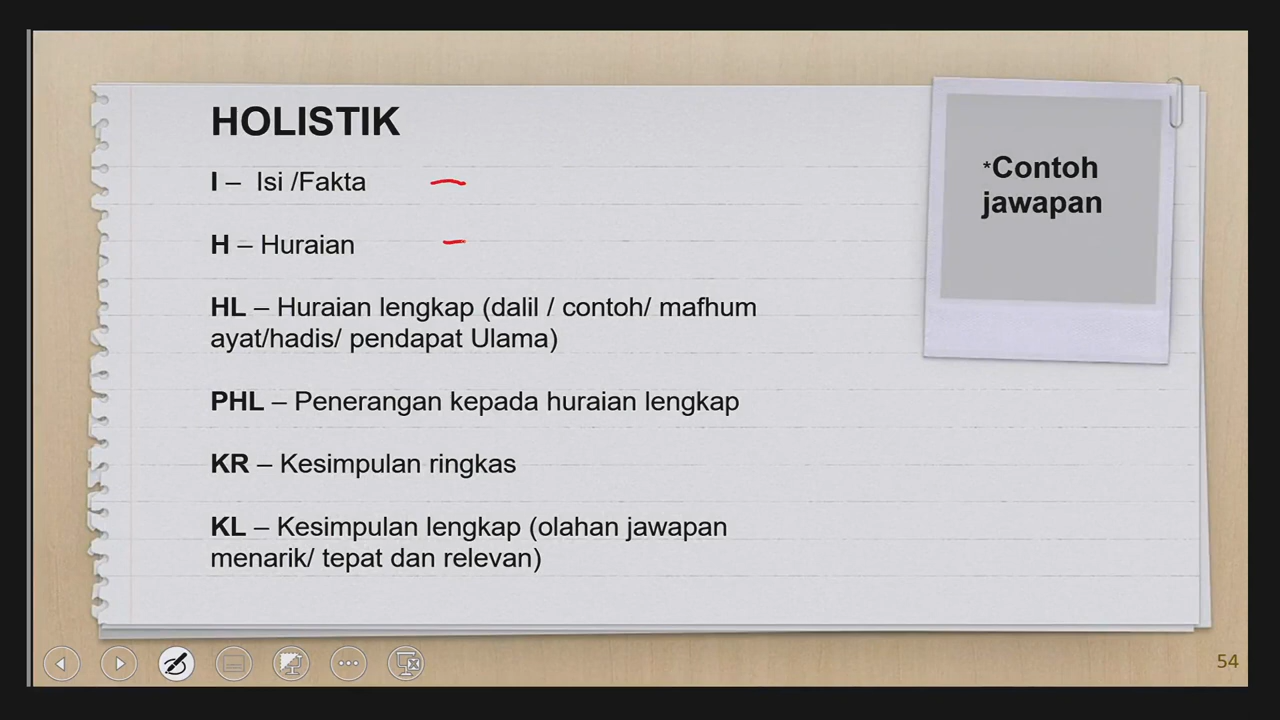 HOLISTIK
I – Isi /Fakta
H – Huraian
HL – Huraian lengkap (dalil / contoh/ mafhum
ayat/hadis/ pendapat Ulama)
PHL – Penerangan kepada huraian lengkap
KR – Kesimpulan ringkas
KL – Kesimpulan lengkap (olahan jawapan
menarik/ tepat dan relevan)
*Contoh
jawapan
54